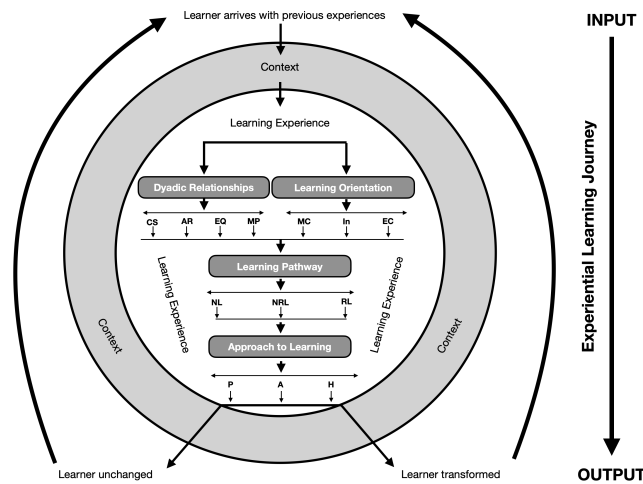 Learner arrives with previous experiences
INPUT
Context
Learning Experience
Dyadic Relationships
Learning Orientation
CS AR EQ MP MC In EC
Learning Pathway
Learning Experience
Learning Experience
NL NRL RL
Context
Context
Approach to Learning
P A H
Experiential Learning Journey
Learner unchanged
Learner transformed
OUTPUT